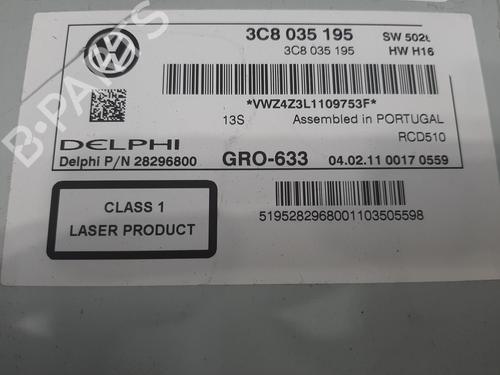 3C8 035 195 SW 502
3C8 035 195 HW H16
*VWZ4Z3L1109753F*
13S Assembled in PORTUGAL
DELPHI RCD510
Delphi P/N 28296800 GRO-633 04.02.11 0017 0559
CLASS 1
LASER PRODUCT
5195282968001103505598
B-PARTS